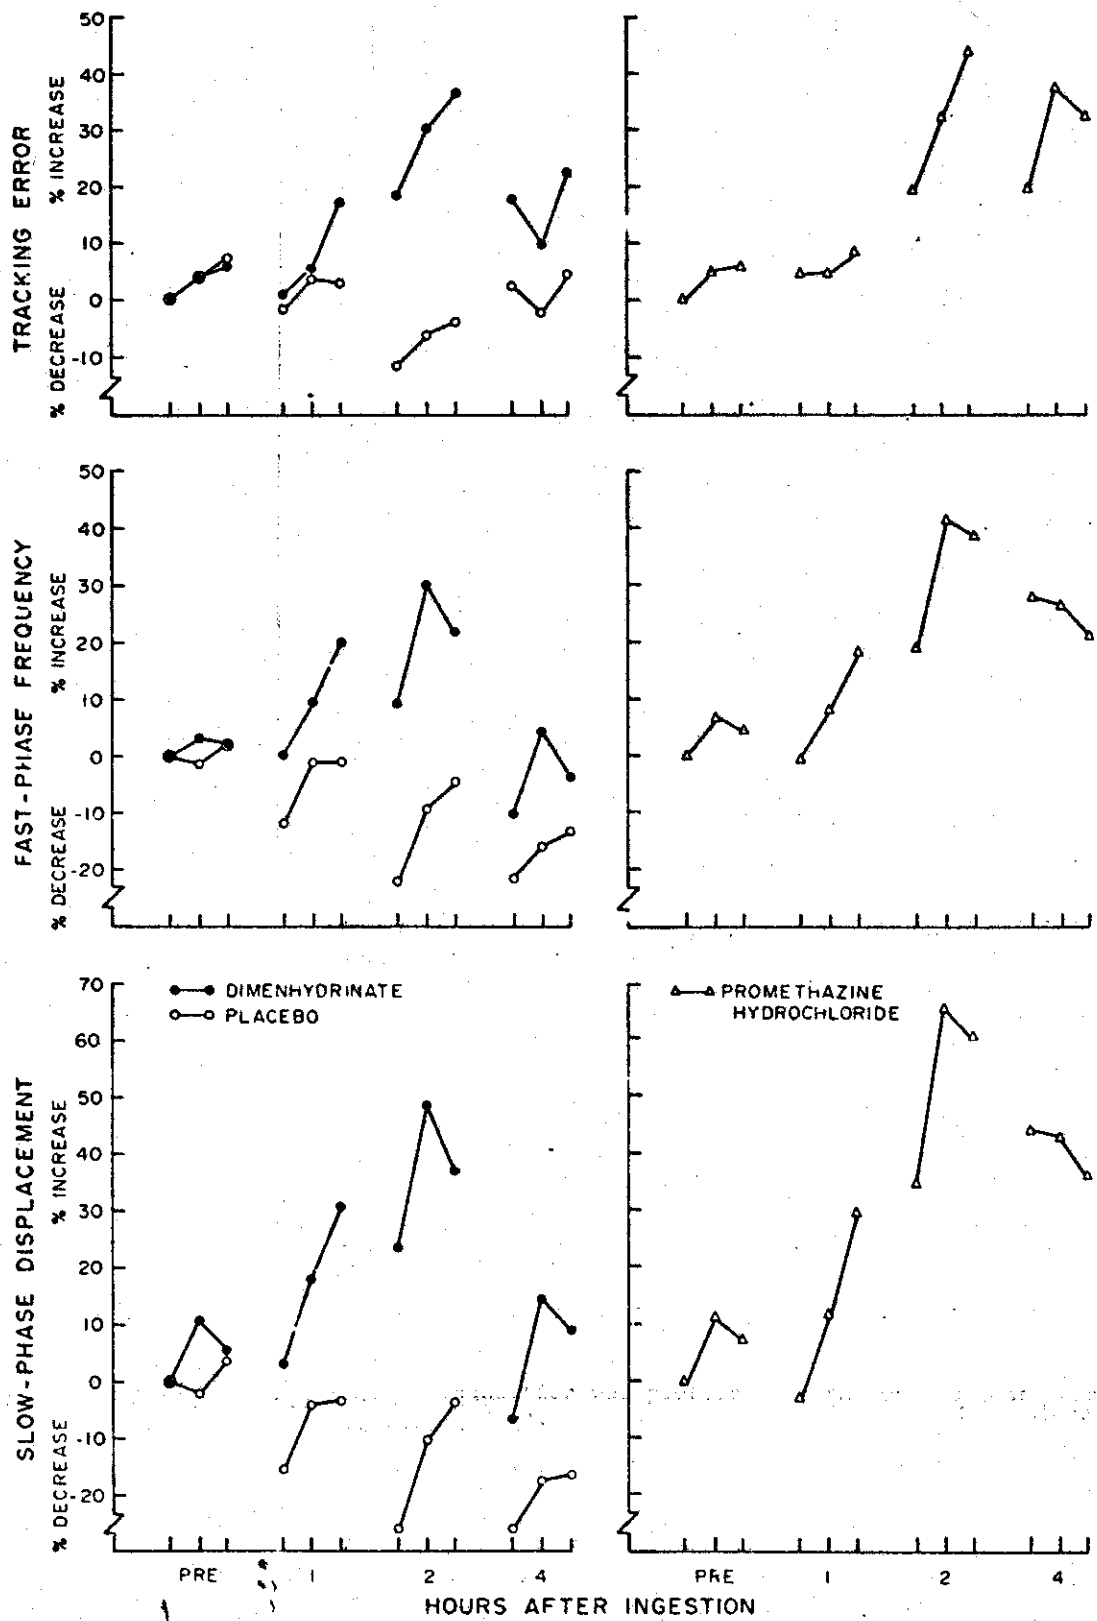 50
40
30
20
10
0
-10
% INCREASE
% DECREASE
TRACKING ERROR
50
40
30
20
10
0
-10
-20
% INCREASE
% DECREASE
FAST-PHASE FREQUENCY
70
60
50
40
30
20
10
0
-10
-20
% INCREASE
% DECREASE
SLOW-PHASE DISPLACEMENT
DIMENHYDRINATE
PLACEBO
PROMETHAZINE
HYDROCHLORIDE
PRE 1 2 4 PRE 1 2 4
HOURS AFTER INGESTION